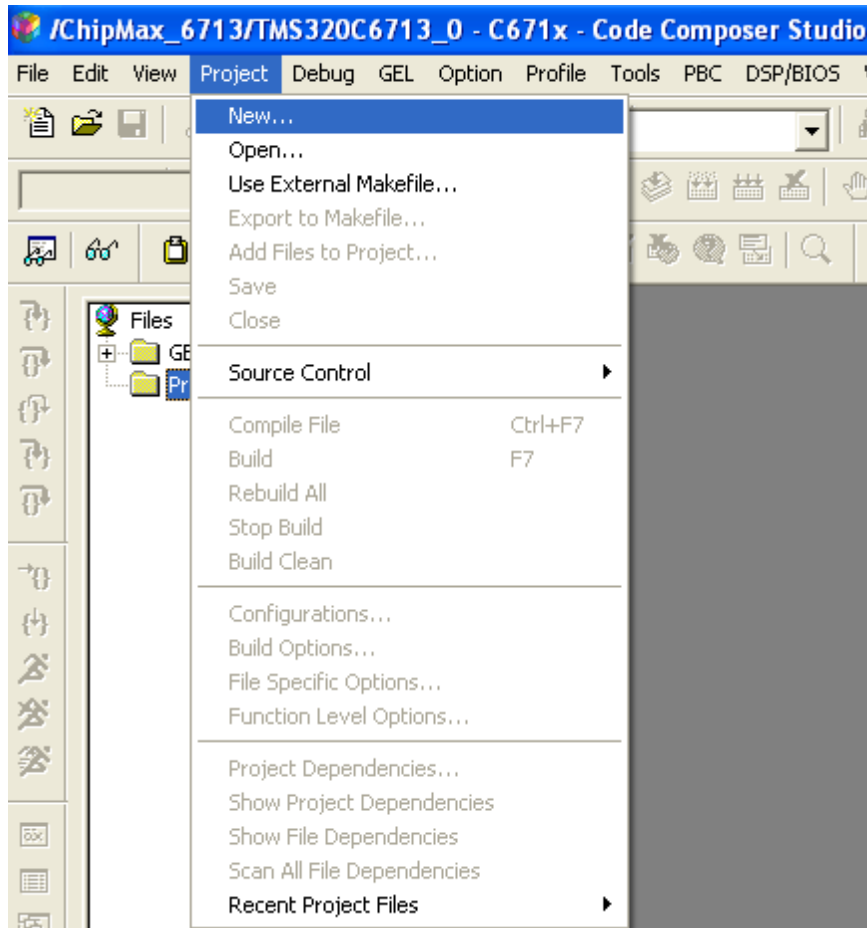 /ChipMax_6713/TMS320C6713_0 - C671x - Code Composer Studio
File Edit View Project Debug GEL Option Profile Tools PBC DSP/BIOS
New...
Open...
Use External Makefile...
Export to Makefile...
Add Files to Project...
Save
Close
Files
GE
Pr
Source Control
Compile File Ctrl+F7
Build F7
Rebuild All
Stop Build
Build Clean
Configurations...
Build Options...
File Specific Options...
Function Level Options...
Project Dependencies...
Show Project Dependencies
Show File Dependencies
Scan All File Dependencies
Recent Project Files